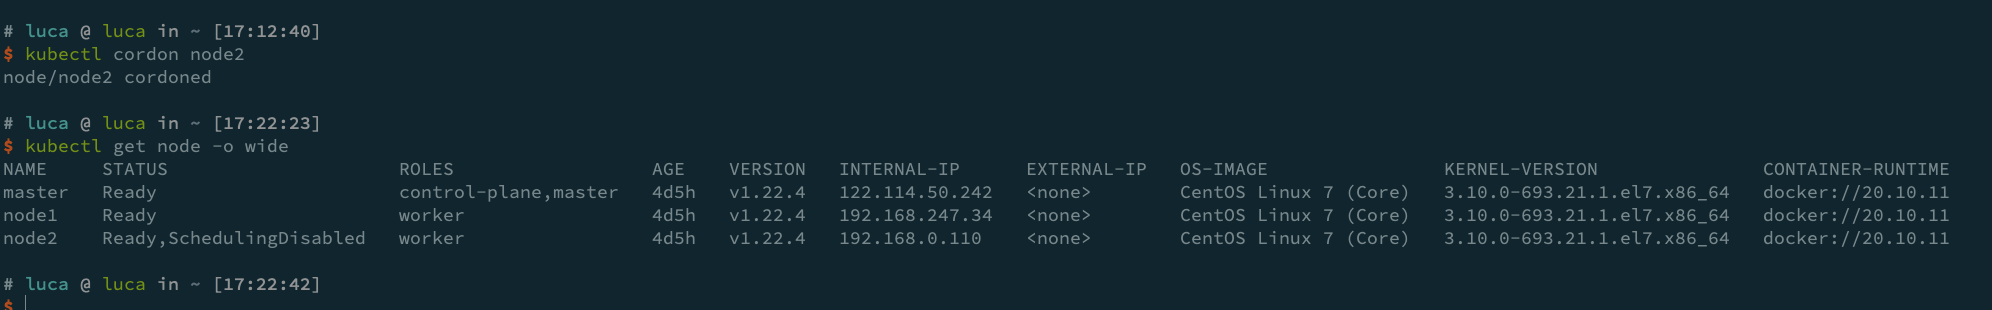 # luca @ luca in ~ [17:12:40]
$ kubectl cordon node2
node/node2 cordoned
# luca @ luca in ~ [17:22:23]
$ kubectl get node -o wide
NAME STATUS ROLES AGE VERSION INTERNAL-IP EXTERNAL-IP OS-IMAGE KERNEL-VERSION CONTAINER-RUNTIME
master Ready control-plane,master 4d5h v1.22.4 122.114.50.242 <none> CentOS Linux 7 (Core) 3.10.0-693.21.1.el7.x86_64 docker://20.10.11
node1 Ready worker 4d5h v1.22.4 192.168.247.34 <none> CentOS Linux 7 (Core) 3.10.0-693.21.1.el7.x86_64 docker://20.10.11
node2 Ready,SchedulingDisabled worker 4d5h v1.22.4 192.168.0.110 <none> CentOS Linux 7 (Core) 3.10.0-693.21.1.el7.x86_64 docker://20.10.11
# luca @ luca in ~ [17:22:42]
$